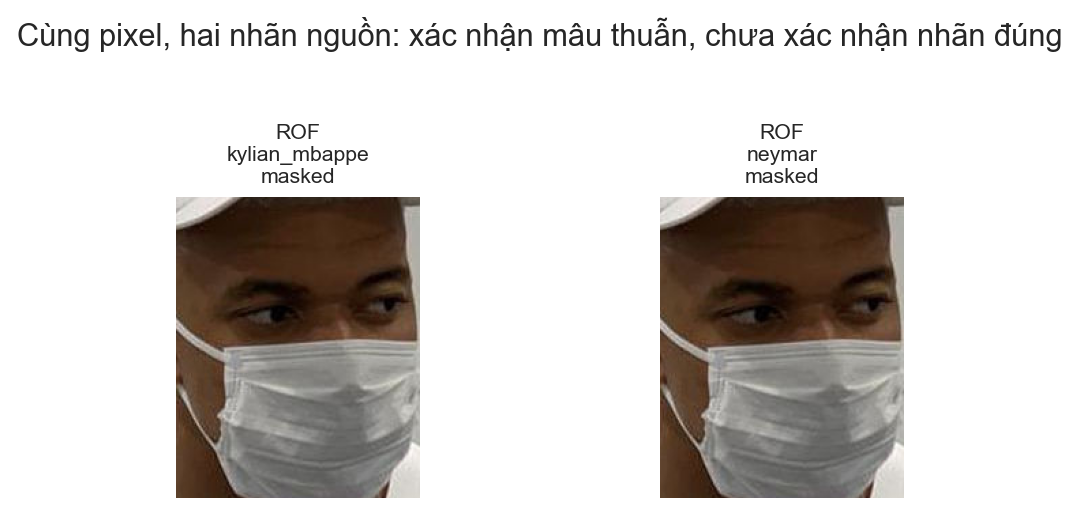 Cùng pixel, hai nhãn nguồn: xác nhận mâu thuẫn, chưa xác nhận nhãn đúng
ROF
kylian_mbappe
masked
ROF
neymar
masked